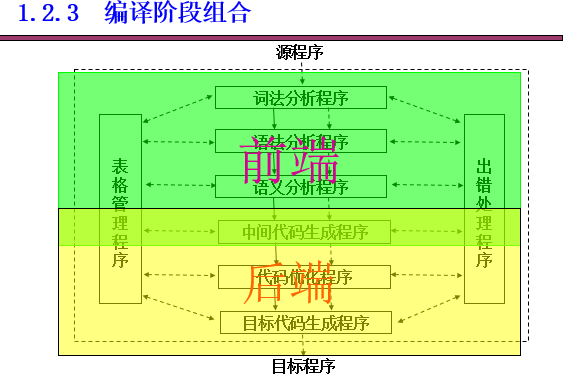 1.2.3 编译阶段组合
源程序
词法分析程序
语法分析程序
前端
语义分析程序
表格管理程序
出错处理程序
中间代码生成程序
代码优化程序
后端
目标代码生成程序
目标程序